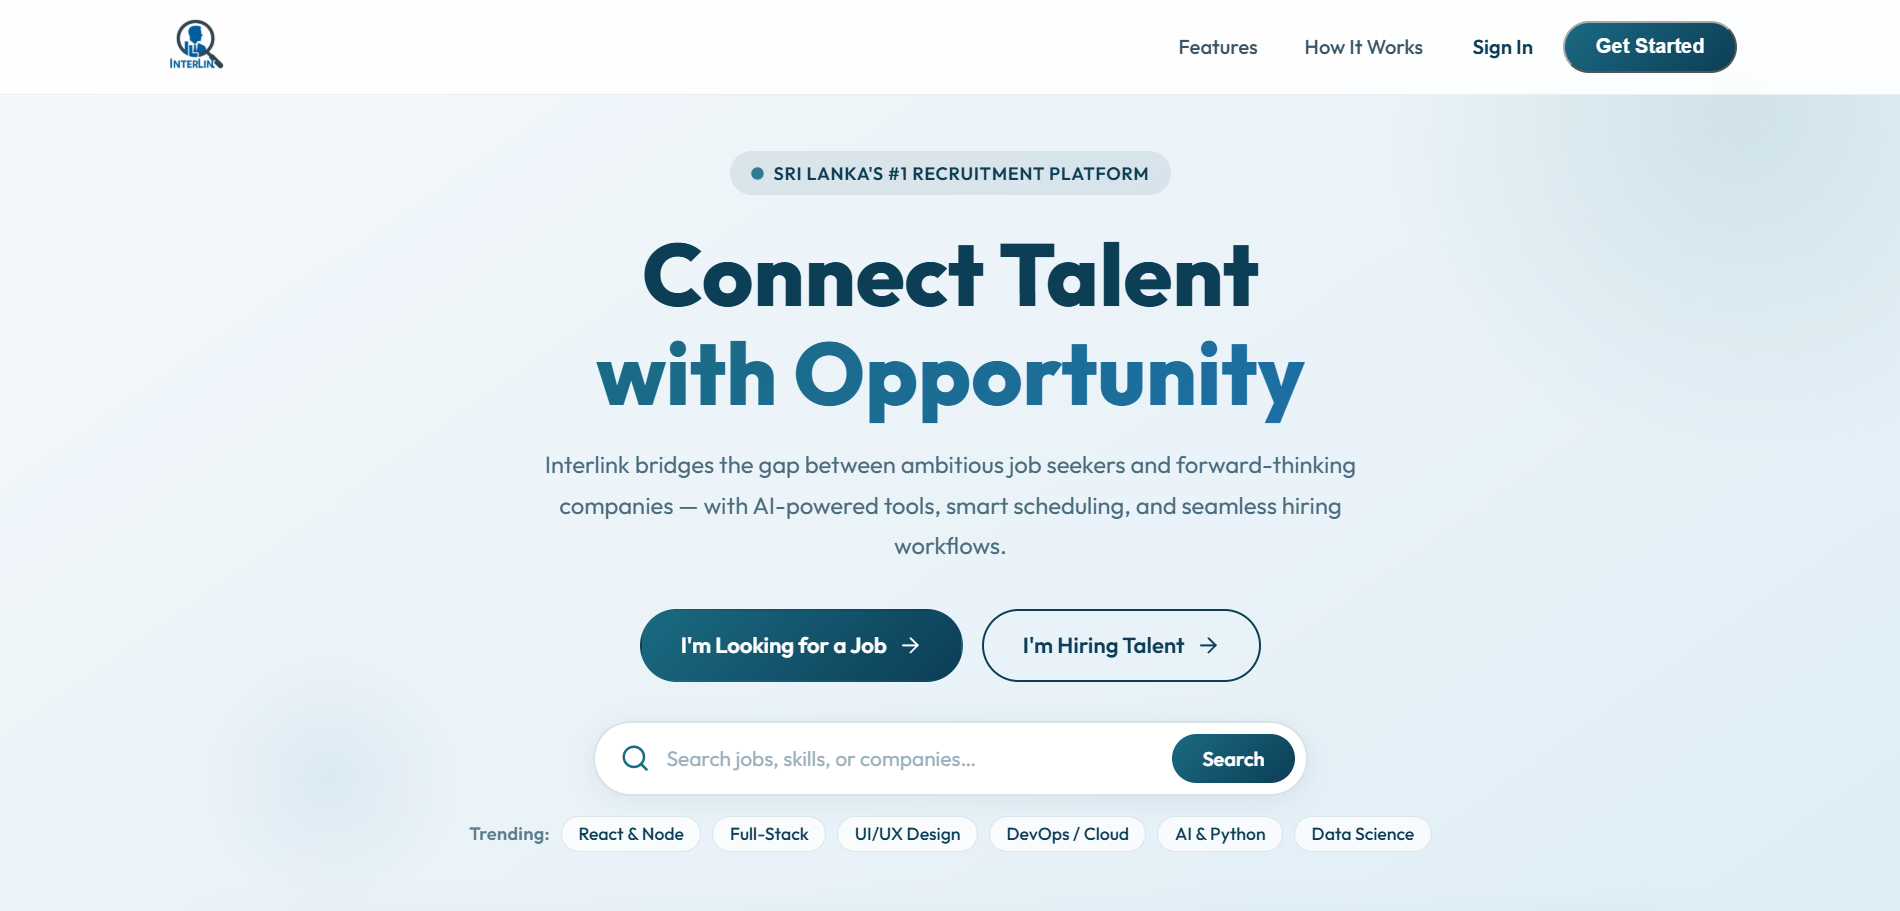 INTERLIN
Features
How It Works
Sign In
Get Started
SRI LANKA'S #1 RECRUITMENT PLATFORM
Connect Talent
with Opportunity
Interlink bridges the gap between ambitious job seekers and forward-thinking
companies — with AI-powered tools, smart scheduling, and seamless hiring
workflows.
I'm Looking for a Job →
I'm Hiring Talent →
Search jobs, skills, or companies...
Search
Trending:
React & Node
Full-Stack
UI/UX Design
DevOps / Cloud
AI & Python
Data Science